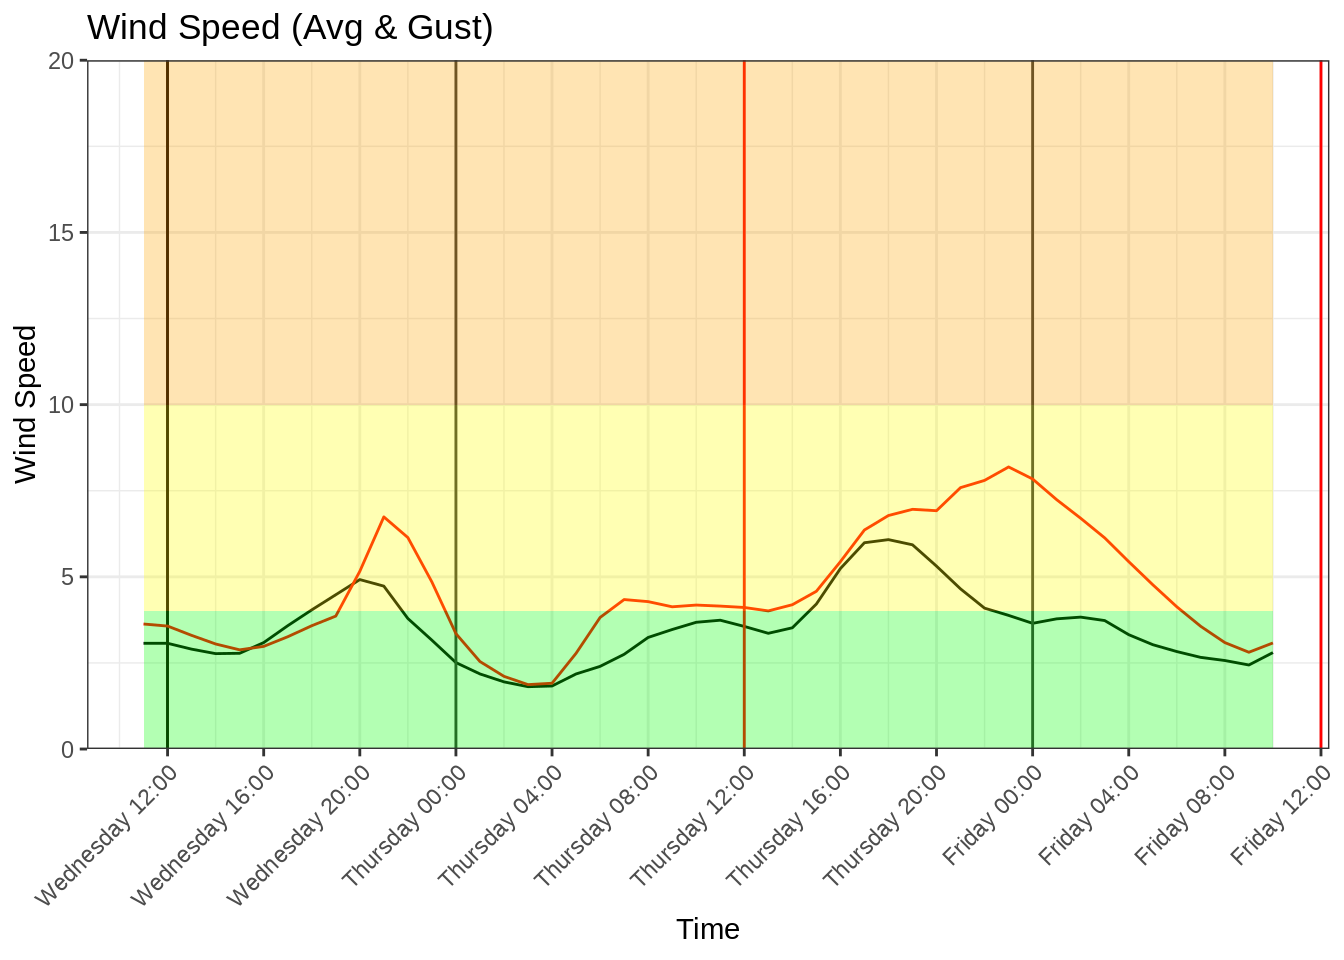 Wind Speed (Avg & Gust)
Wind Speed
20
15
10
5
0
Wednesday 12:00
Wednesday 16:00
Wednesday 20:00
Thursday 00:00
Thursday 04:00
Thursday 08:00
Thursday 12:00
Thursday 16:00
Thursday 20:00
Friday 00:00
Friday 04:00
Friday 08:00
Friday 12:00
Time